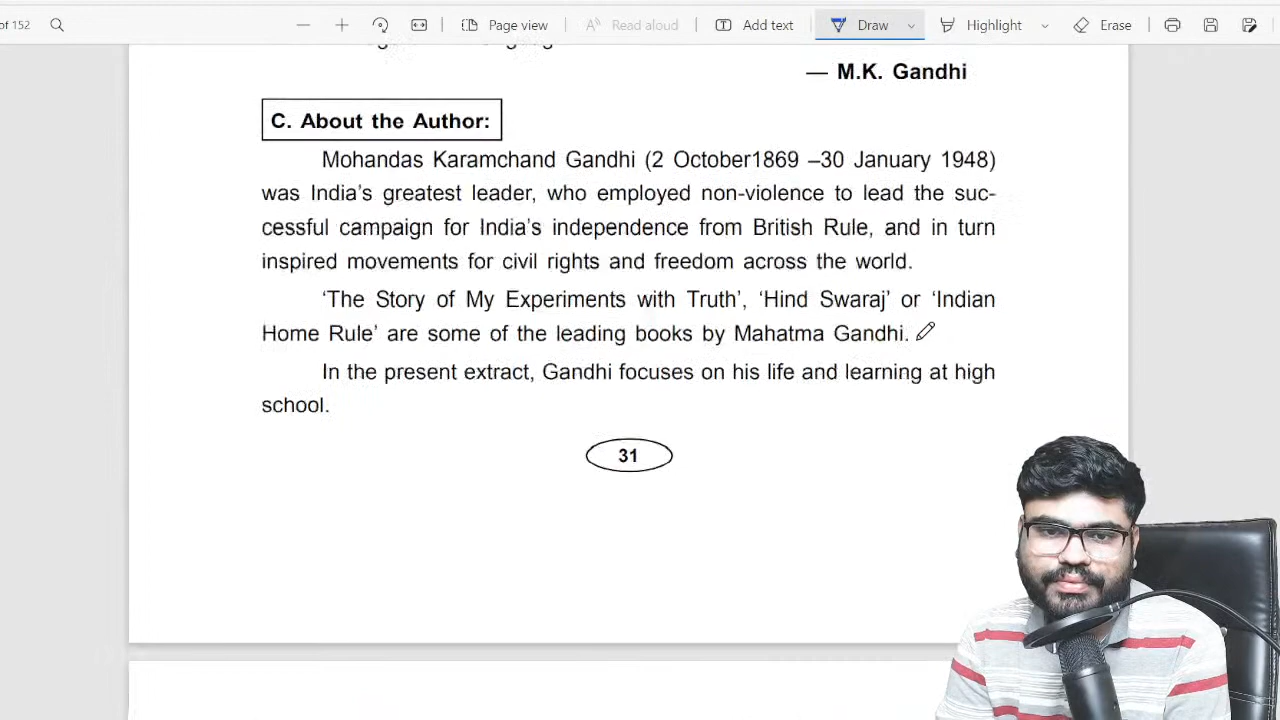 of 152
Page view
Read aloud
Add text
Draw
Highlight
Erase
— M.K. Gandhi
C. About the Author:
Mohandas Karamchand Gandhi (2 October1869 –30 January 1948)
was India's greatest leader, who employed non-violence to lead the suc-
cessful campaign for India's independence from British Rule, and in turn
inspired movements for civil rights and freedom across the world.
'The Story of My Experiments with Truth', 'Hind Swaraj' or 'Indian
Home Rule' are some of the leading books by Mahatma Gandhi.
In the present extract, Gandhi focuses on his life and learning at high
school.
31